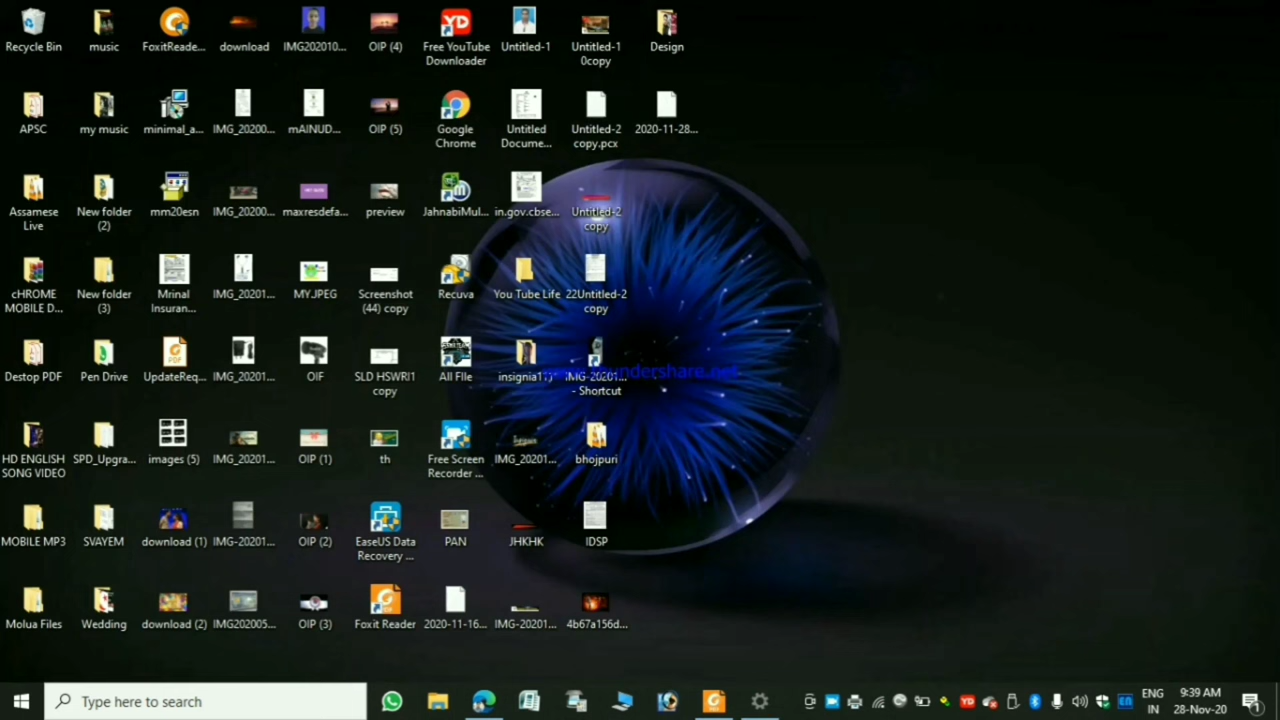 Recycle Bin
music
FoxitReade...
download
IMG202010...
OIP (4)
Free YouTube
Downloader
Untitled-1
Untitled-1
0copy
Design
APSC
my music
minimal_a...
IMG_20200...
mAINUD...
OIP (5)
Google
Chrome
Untitled
Docume...
Untitled-2
copy.pcx
2020-11-28...
Assamese
Live
New folder
(2)
mm20esn
IMG_20200...
maxresdefa...
preview
JahnabiMul...
in.gov.cbse...
Untitled-2
copy
cHROME
MOBILE D...
New folder
(3)
Mrinal
Insuran...
IMG_20201...
MYJPEG
Screenshot
(44) copy
Recuva
You Tube Life
22Untitled-2
copy
Destop PDF
Pen Drive
UpdateReq...
IMG_20201...
OIF
SLD HSWRI1
copy
All FIle
insignia11)
IMG-20201...
- Shortcut
HD ENGLISH
SONG VIDEO
SPD_Upgra...
images (5)
IMG_20201...
OIP (1)
th
Free Screen
Recorder ...
IMG_20201...
bhojpuri
MOBILE MP3
SVAYEM
download (1)
IMG-20201...
OIP (2)
EaseUS Data
Recovery ...
PAN
JHKHK
IDSP
Molua Files
Wedding
download (2)
IMG202005...
OIP (3)
Foxit Reader
2020-11-16...
IMG-20201...
4b67a156d...
Type here to search
YD
ENG
IN
9:39 AM
28-Nov-20
1